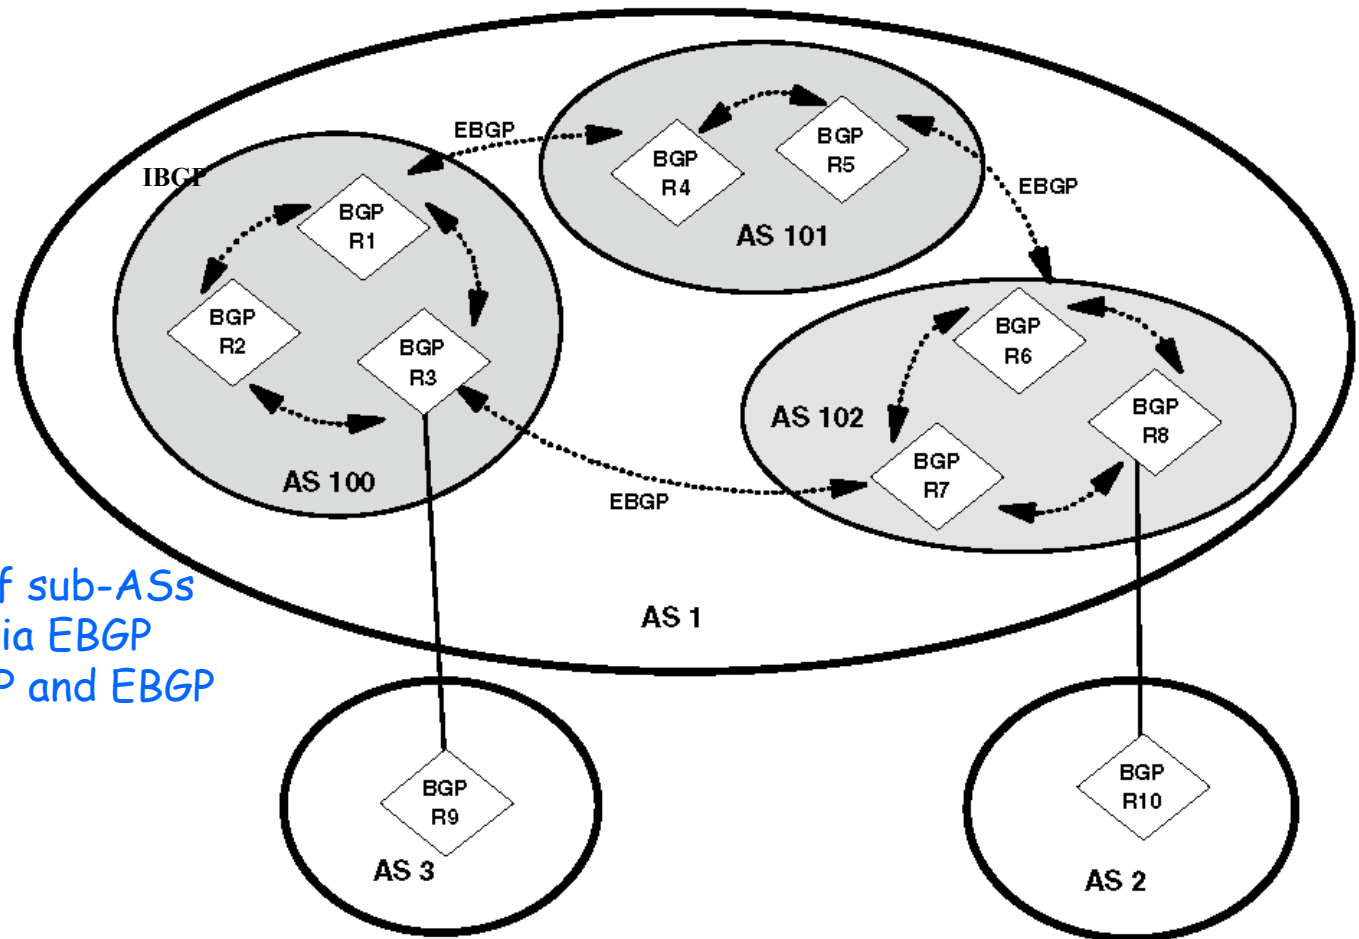 EBGP
BGP
R5
BGP
R4
IBGP
EBGP
BGP
R1
AS 101
BGP
R2
BGP
R6
BGP
R3
AS 102
BGP
R8
BGP
R7
AS 100
EBGP
f sub-ASs
ia EBGP
P and EBGP
AS 1
BGP
R9
BGP
R10
AS 3
AS 2